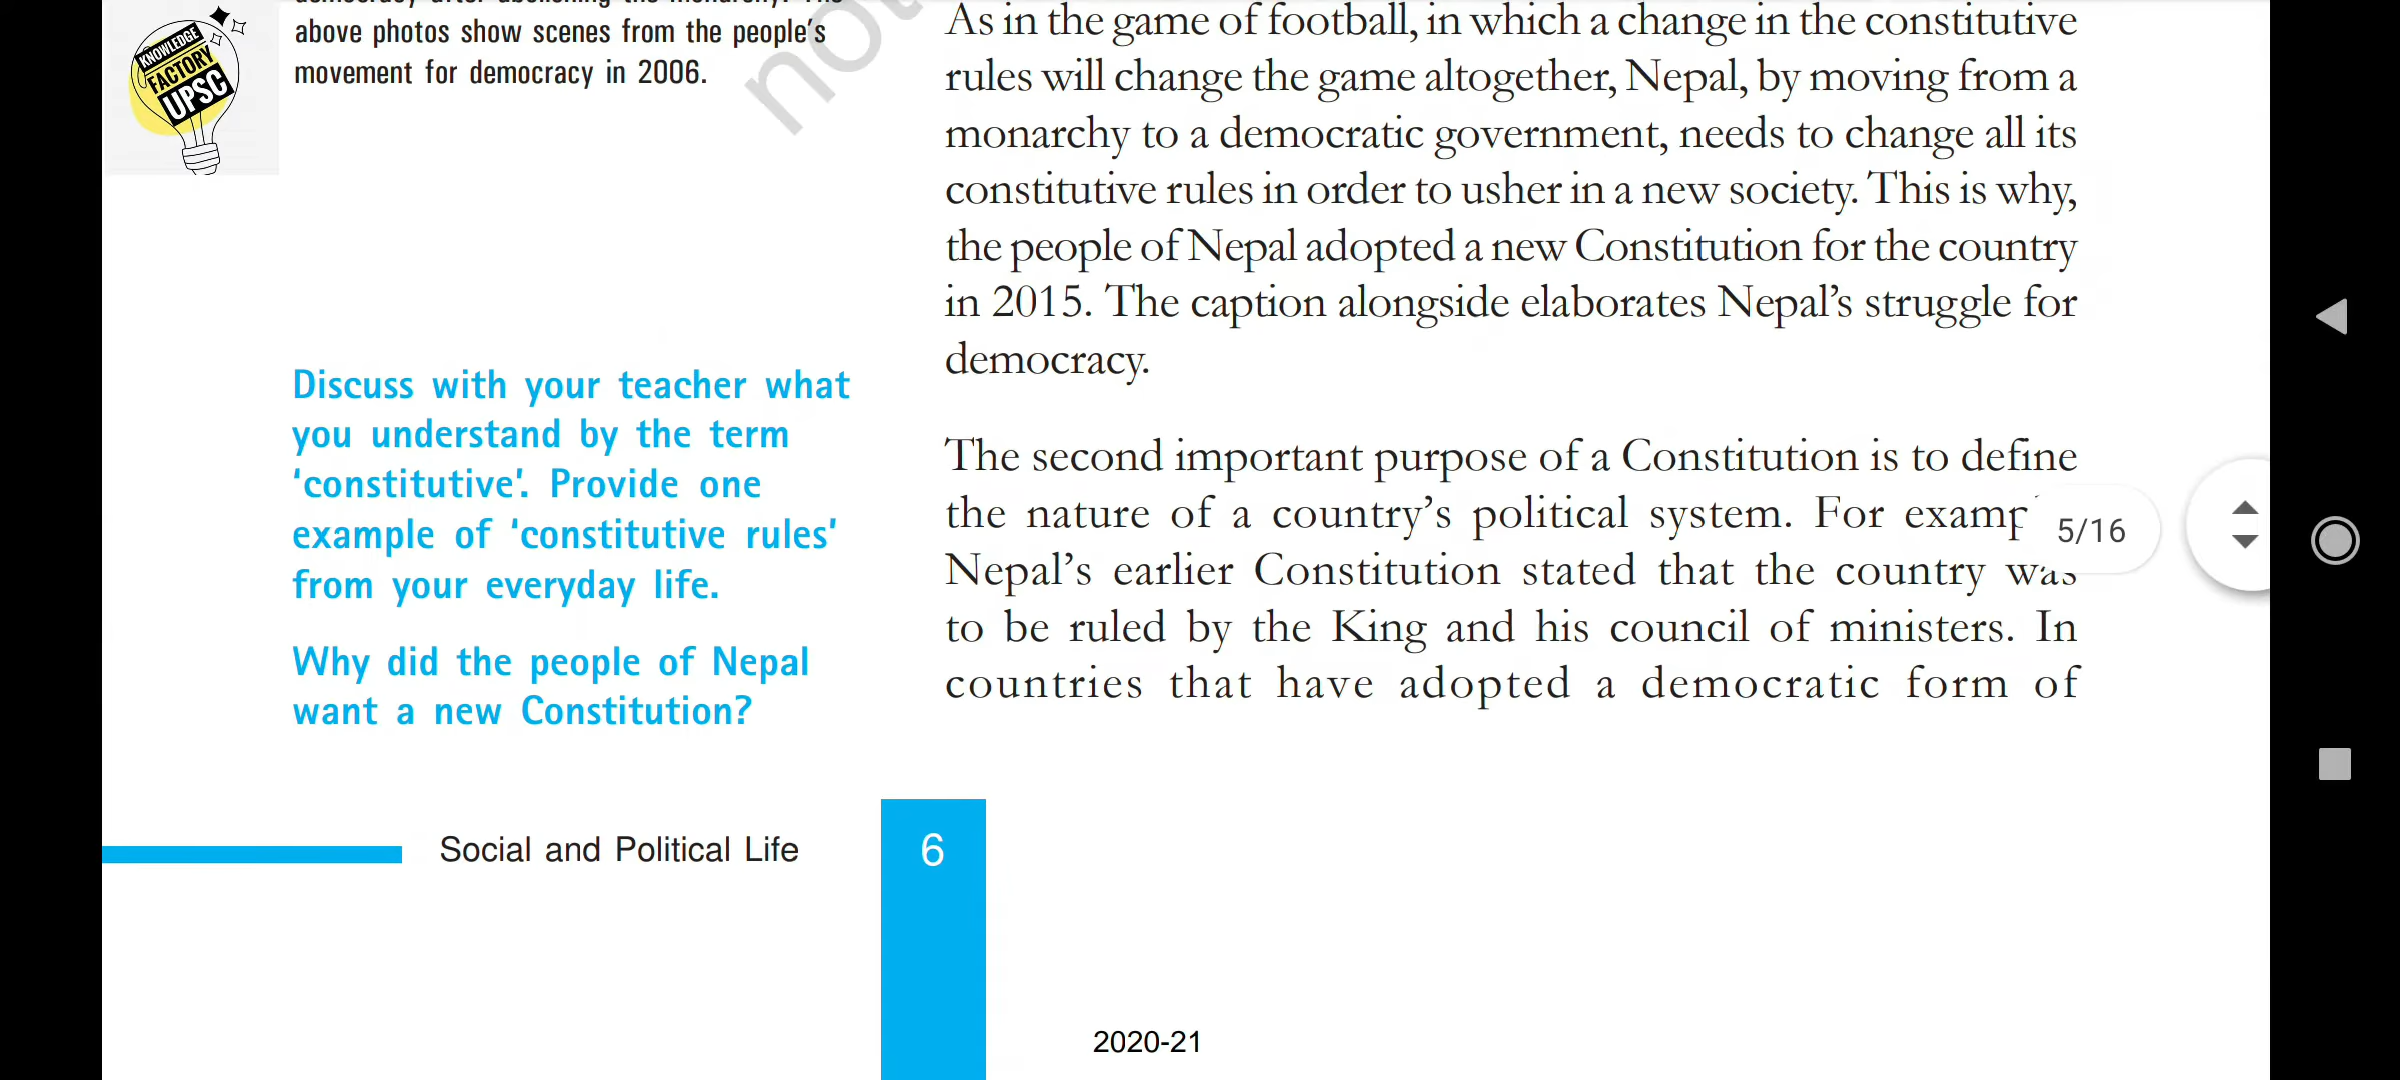 KNOWLEDGE
FACTORY
UPSC
above photos show scenes from the people's
movement for democracy in 2006.
Discuss with your teacher what
you understand by the term
‘constitutive’. Provide one
example of ‘constitutive rules’
from your everyday life.
Why did the people of Nepal
want a new Constitution?
As in the game of football, in which a change in the constitutive
rules will change the game altogether, Nepal, by moving from a
monarchy to a democratic government, needs to change all its
constitutive rules in order to usher in a new society. This is why,
the people of Nepal adopted a new Constitution for the country
in 2015. The caption alongside elaborates Nepal’s struggle for
democracy.
The second important purpose of a Constitution is to define
the nature of a country’s political system. For
Nepal’s earlier Constitution stated that the country was
to be ruled by the King and his council of ministers. In
countries that have adopted a democratic form of
5/16
Social and Political Life
6
2020-21